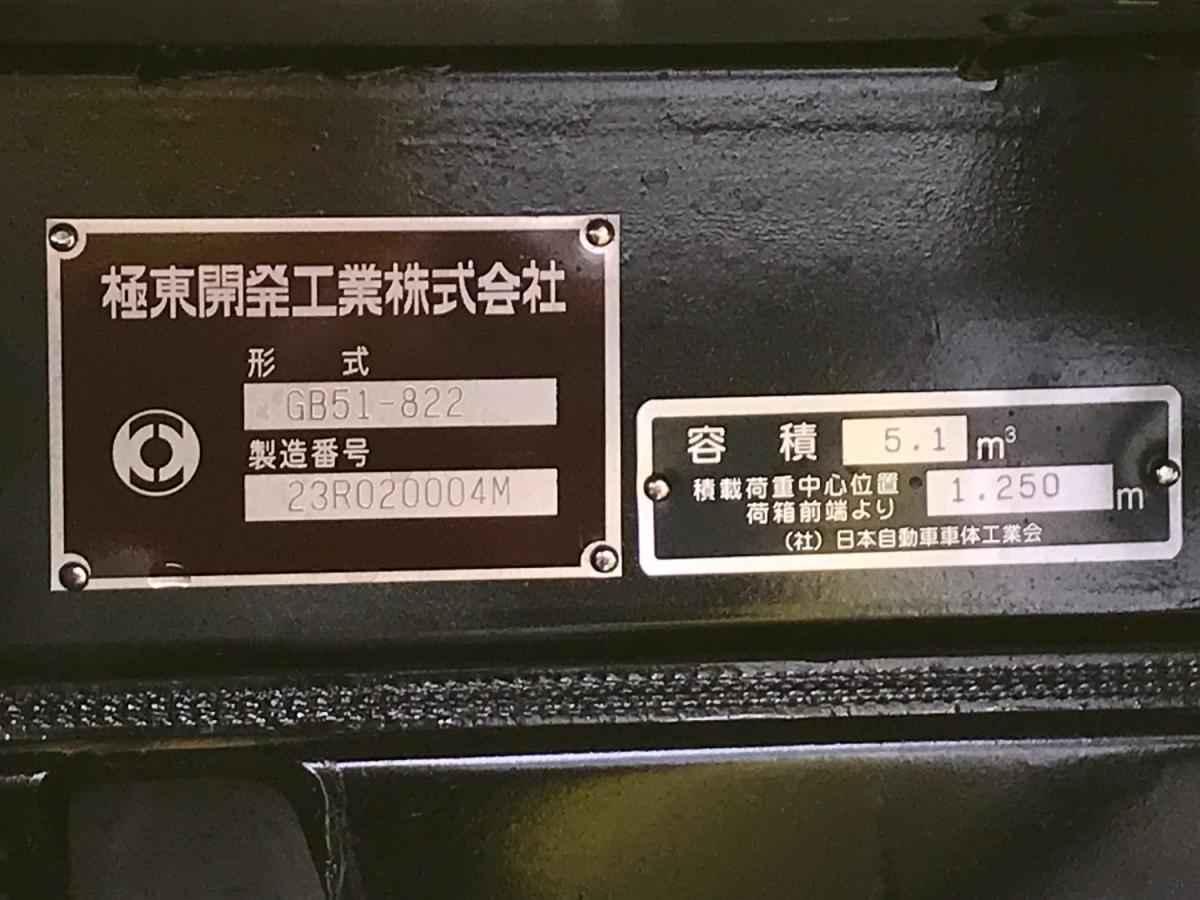 極東開発工業株式会社
形 式
GB51-822
製造番号
23R020004M
容 積 5.1 m³
積載荷重中心位置
荷箱前端より 1.250 m
(社) 日本自動車車体工業会